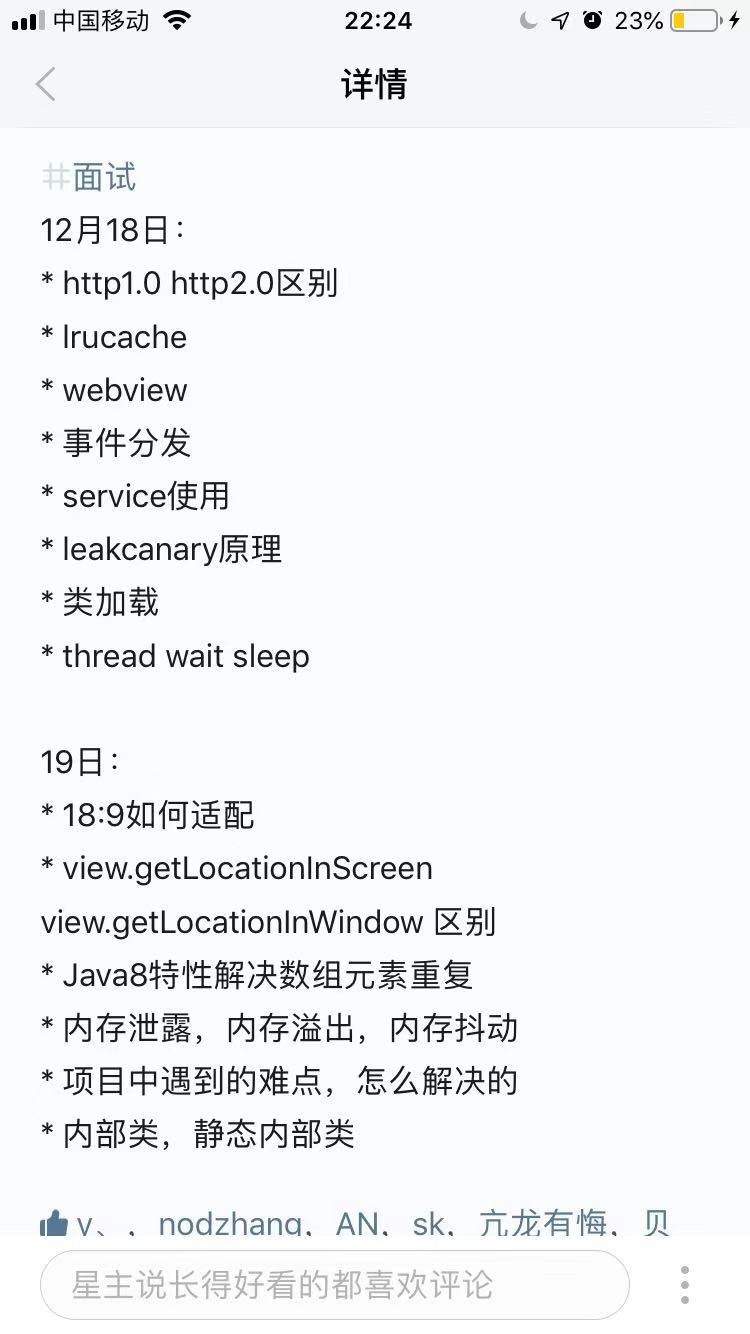 中国移动 22:24 23%
详情
#面试
12月18日：
* http1.0 http2.0区别
* lrucache
* webview
* 事件分发
* service使用
* leakcanary原理
* 类加载
* thread wait sleep
19日：
* 18:9如何适配
* view.getLocationInScreen
view.getLocationInWindow 区别
* Java8特性解决数组元素重复
* 内存泄露，内存溢出，内存抖动
* 项目中遇到的难点，怎么解决的
* 内部类，静态内部类
y、， nodzhang， AN， sk， 亢龙有悔， 贝
星主说长得好看的都喜欢评论